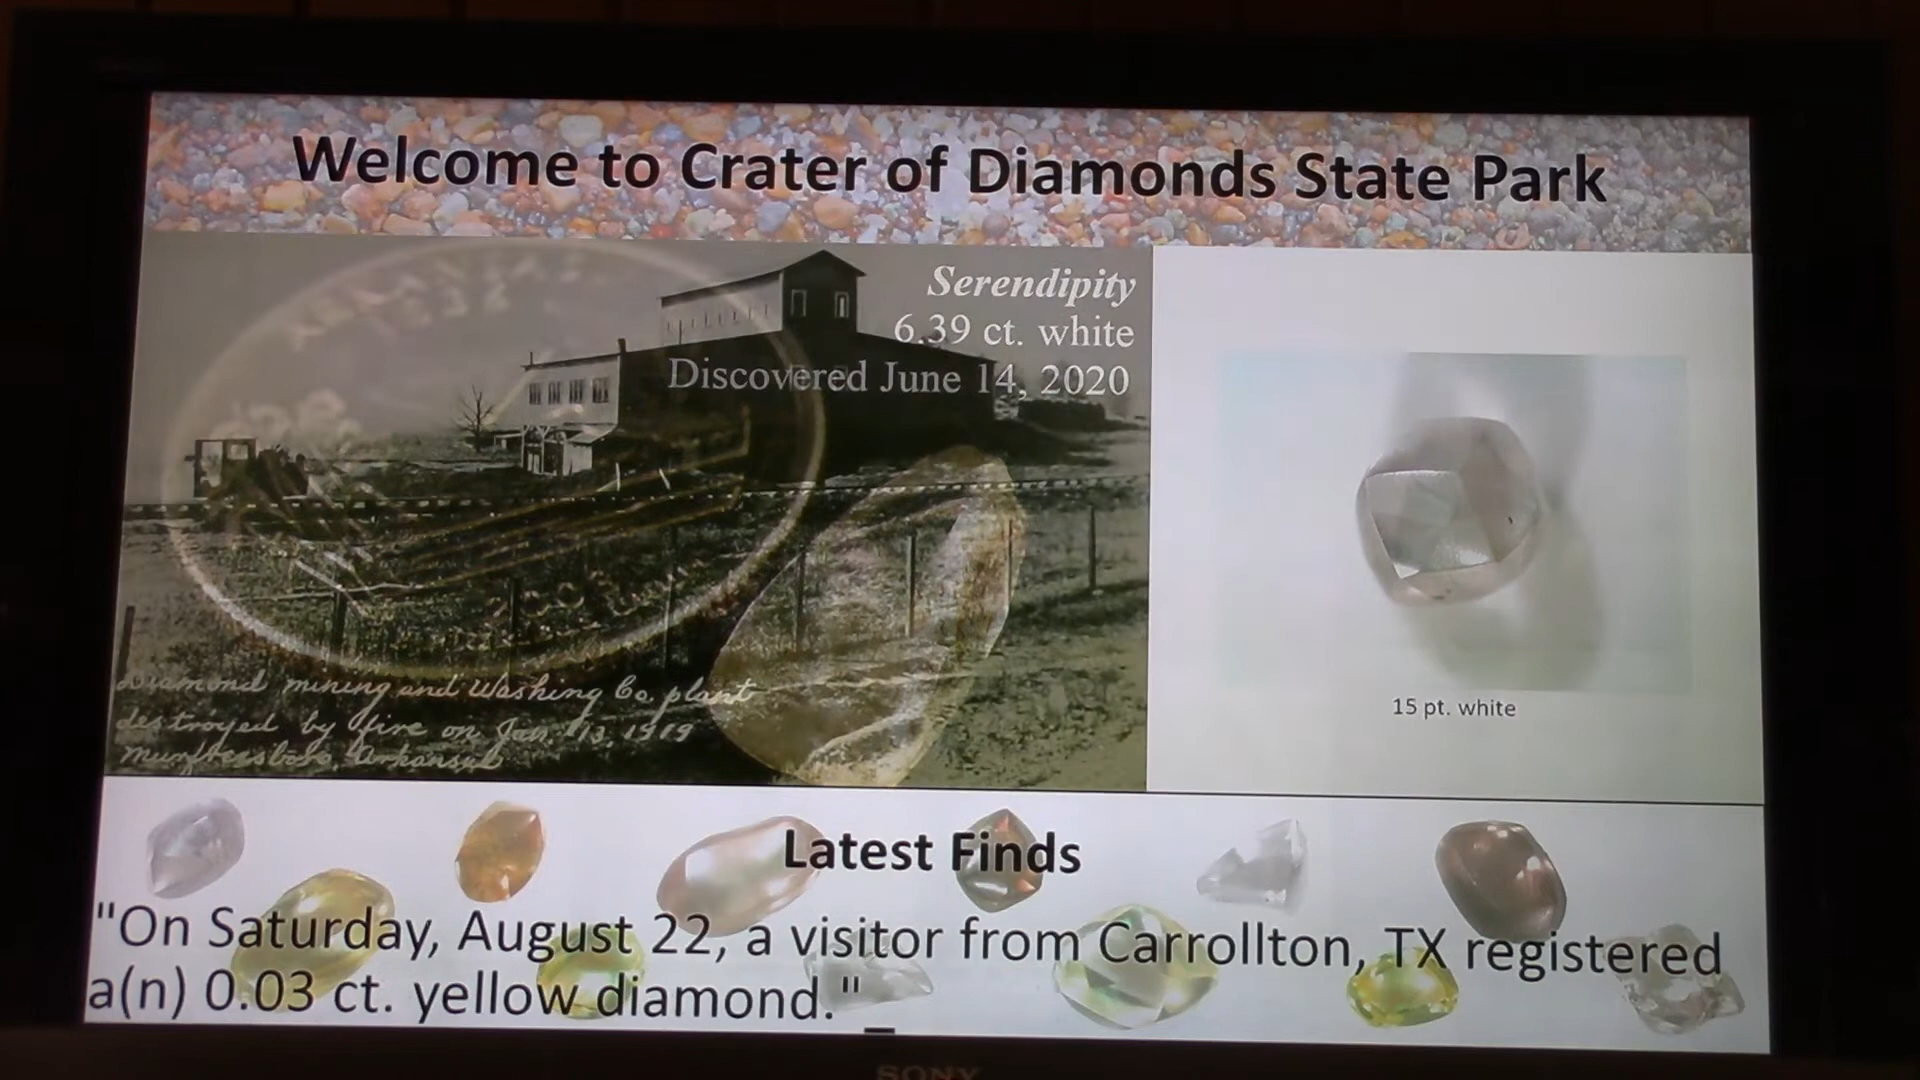 Welcome to Crater of Diamonds State Park
Serendipity
6.39 ct. white
Discovered June 14, 2020
Diamond mining and Washing Co. plant
destroyed by fire on Jan. 13, 1919
Murfreesboro, Arkansas
15 pt. white
Latest Finds
"On Saturday, August 22, a visitor from Carrollton, TX registered
a(n) 0.03 ct. yellow diamond."
SONY